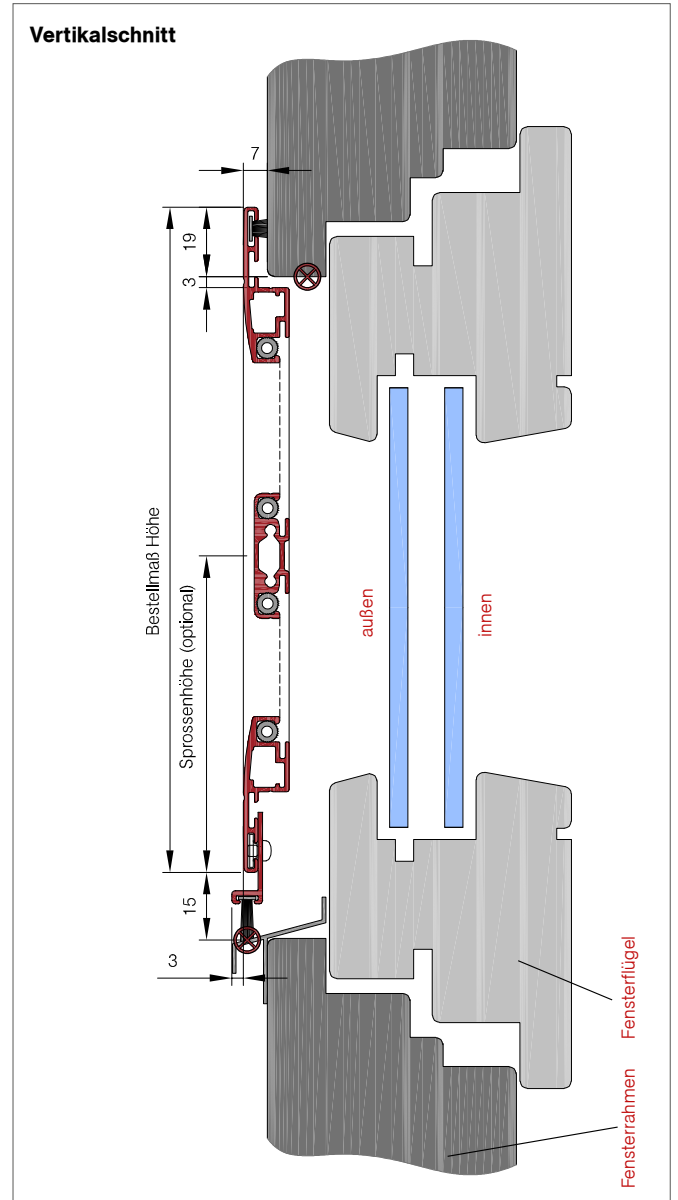 Vertikalschnitt
7
19
3
Bestellmaß Höhe
Sprossenhöhe (optional)
außen
innen
15
3
Fensterflügel
Fensterrahmen